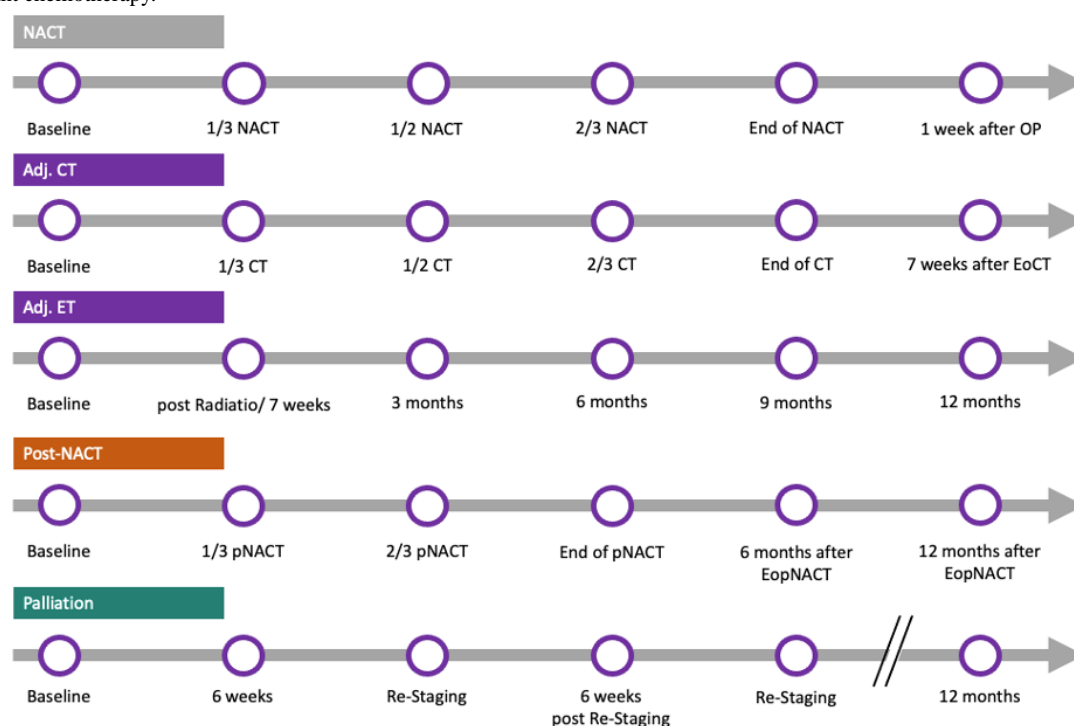 nt chemotherapy.
NACT
Baseline
1/3 NACT
1/2 NACT
2/3 NACT
End of NACT
1 week after OP
Adj. CT
Baseline
1/3 CT
1/2 CT
2/3 CT
End of CT
7 weeks after EoCT
Adj. ET
Baseline
post Radiatio/ 7 weeks
3 months
6 months
9 months
12 months
Post-NACT
Baseline
1/3 pNACT
2/3 pNACT
End of pNACT
6 months after
EopNACT
12 months after
EopNACT
Palliation
Baseline
6 weeks
Re-Staging
6 weeks
post Re-Staging
Re-Staging
12 months